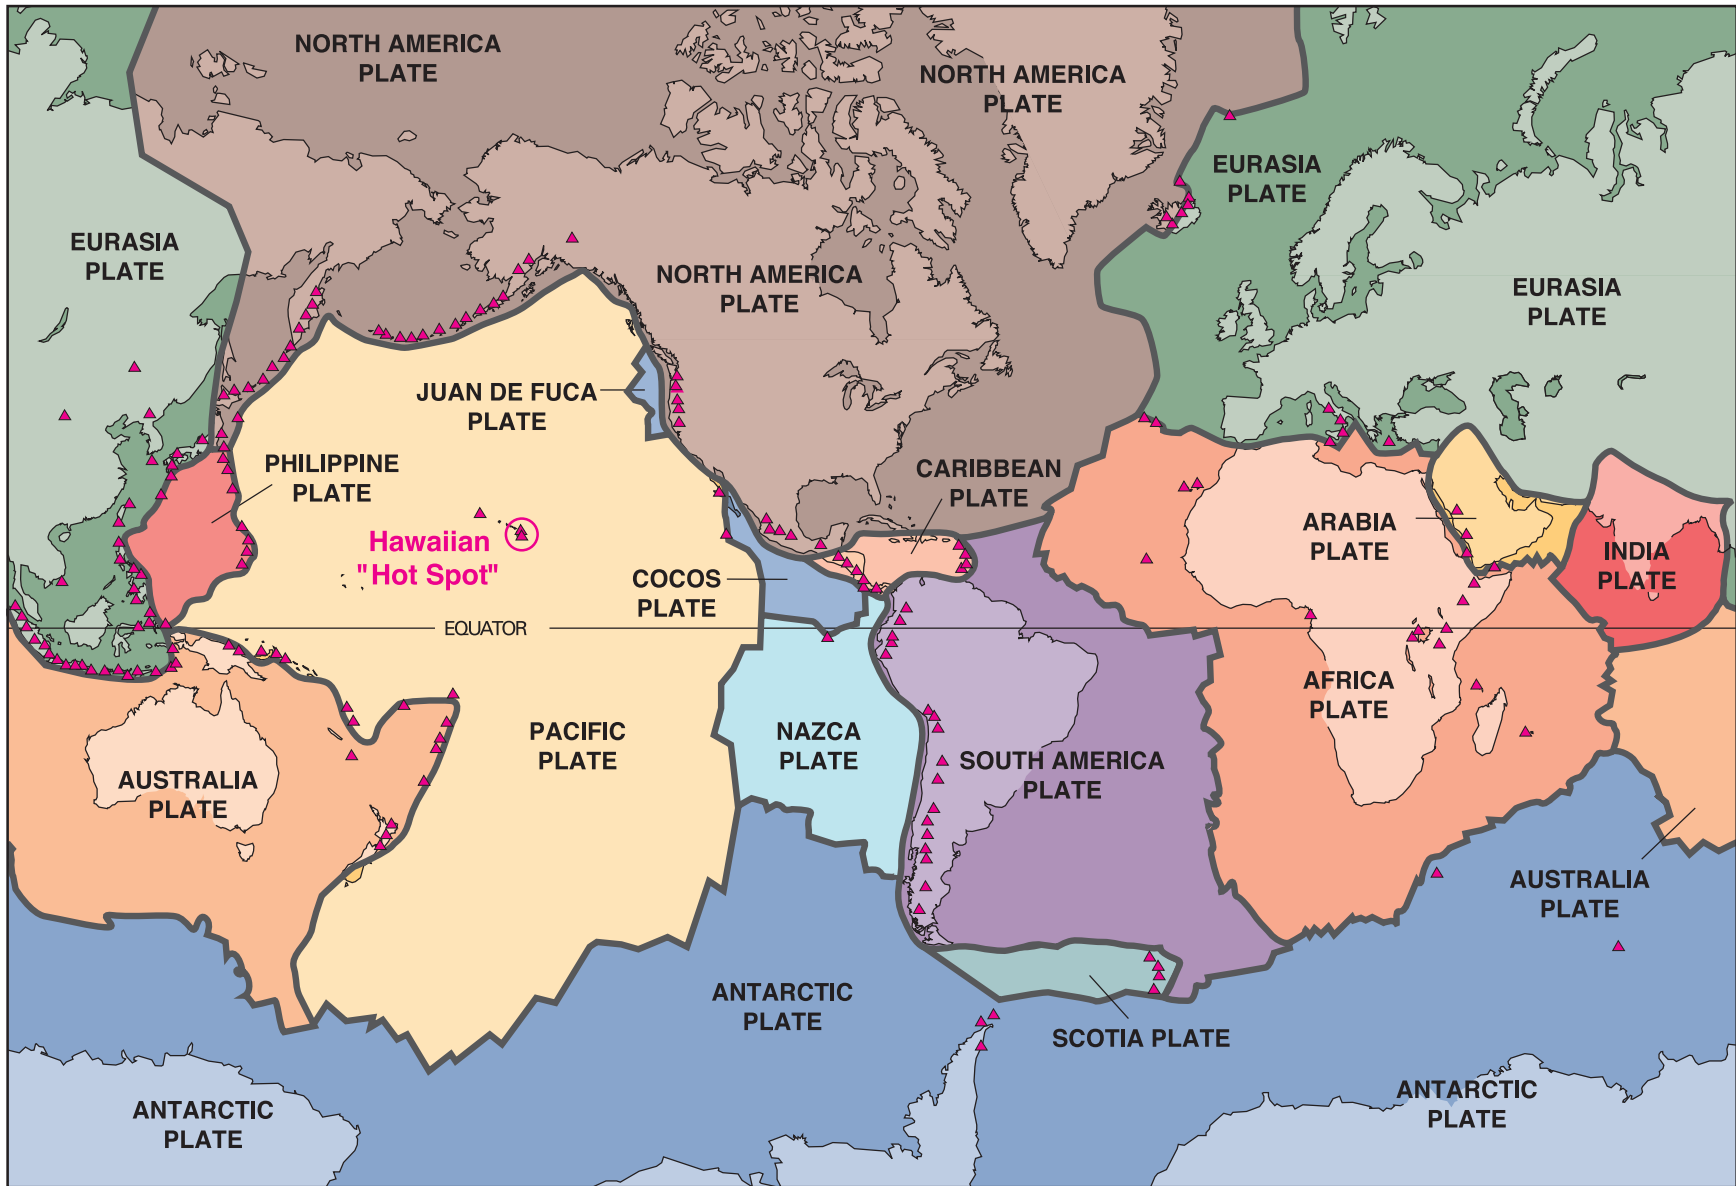 NORTH AMERICA
PLATE
NORTH AMERICA
PLATE
EURASIA
PLATE
EURASIA
PLATE
NORTH AMERICA
PLATE
EURASIA
PLATE
JUAN DE FUCA
PLATE
PHILIPPINE
PLATE
CARIBBEAN
PLATE
ARABIA
PLATE
Hawaiian
"Hot Spot"
INDIA
PLATE
COCOS
PLATE
EQUATOR
AFRICA
PLATE
PACIFIC
PLATE
NAZCA
PLATE
SOUTH AMERICA
PLATE
AUSTRALIA
PLATE
AUSTRALIA
PLATE
ANTARCTIC
PLATE
SCOTIA PLATE
ANTARCTIC
PLATE
ANTARCTIC
PLATE